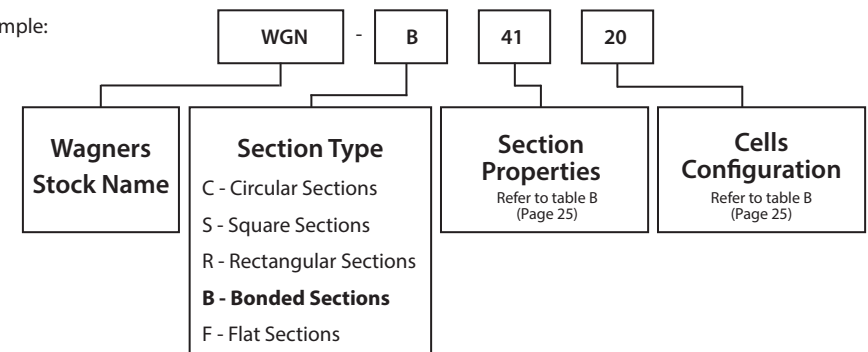 mple:
WGN - B 41 20
Wagners
Stock Name
Section Type
C - Circular Sections
S - Square Sections
R - Rectangular Sections
B - Bonded Sections
F - Flat Sections
Section
Properties
Refer to table B
(Page 25)
Cells
Configuration
Refer to table B
(Page 25)